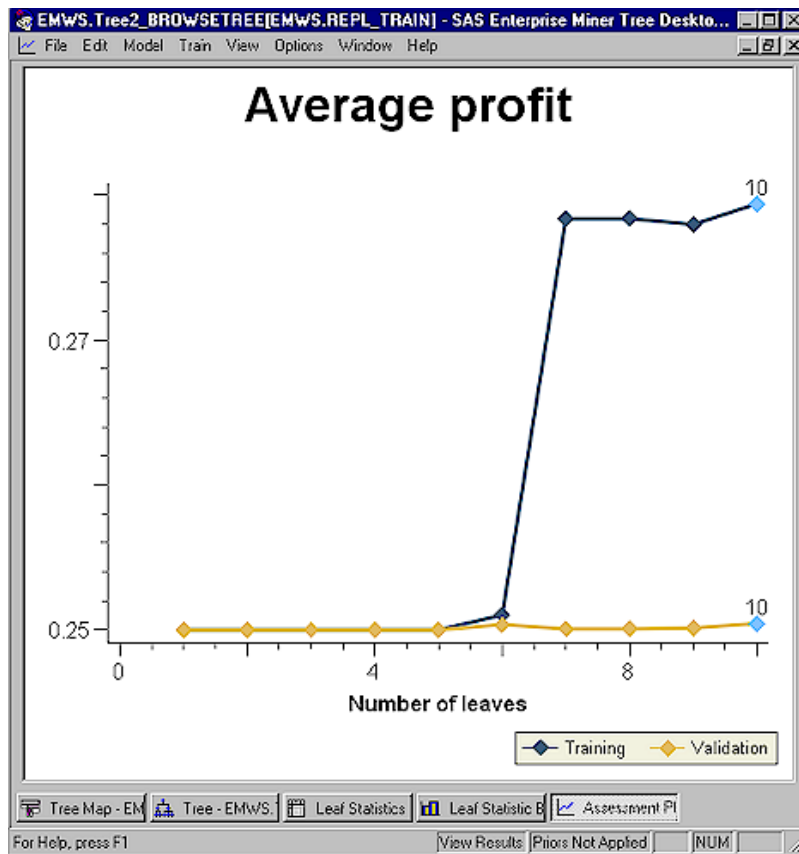 EMWS.Tree2_BROWSETREE[EMWS.REPL_TRAIN] - SAS Enterprise Miner Tree Deskto...
File Edit Model Train View Options Window Help
Average profit
10
0.27
10
0.25
0 4 8
Number of leaves
Training Validation
Tree Map - EM Tree - EMWS. Leaf Statistics Leaf Statistic B Assessment Pl
For Help, press F1 View Results Priors Not Applied NUM